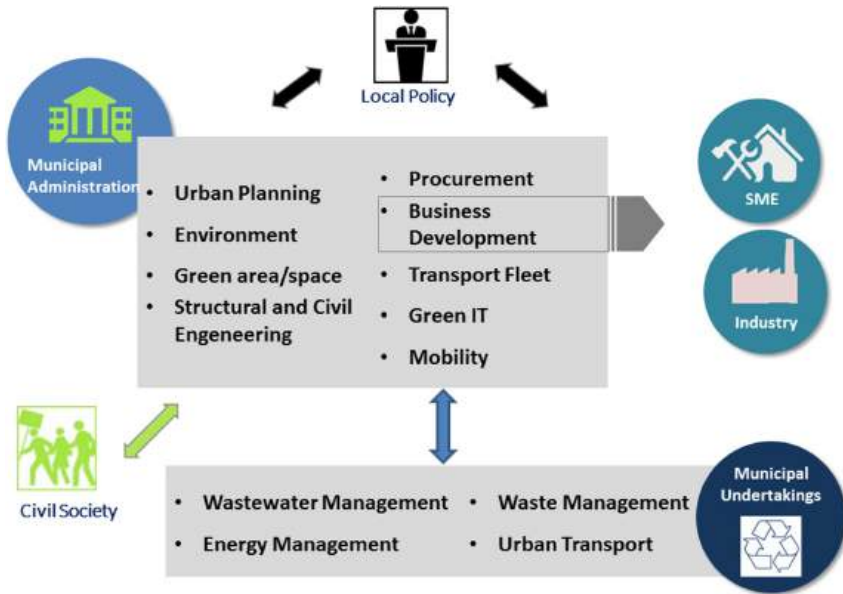 Local Policy
Municipal
Administration
• Urban Planning
• Environment
• Green area/space
• Structural and Civil
Engeneering
• Procurement
• Business
Development
• Transport Fleet
• Green IT
• Mobility
SME
Industry
Civil Society
• Wastewater Management
• Energy Management
• Waste Management
• Urban Transport
Municipal
Undertakings